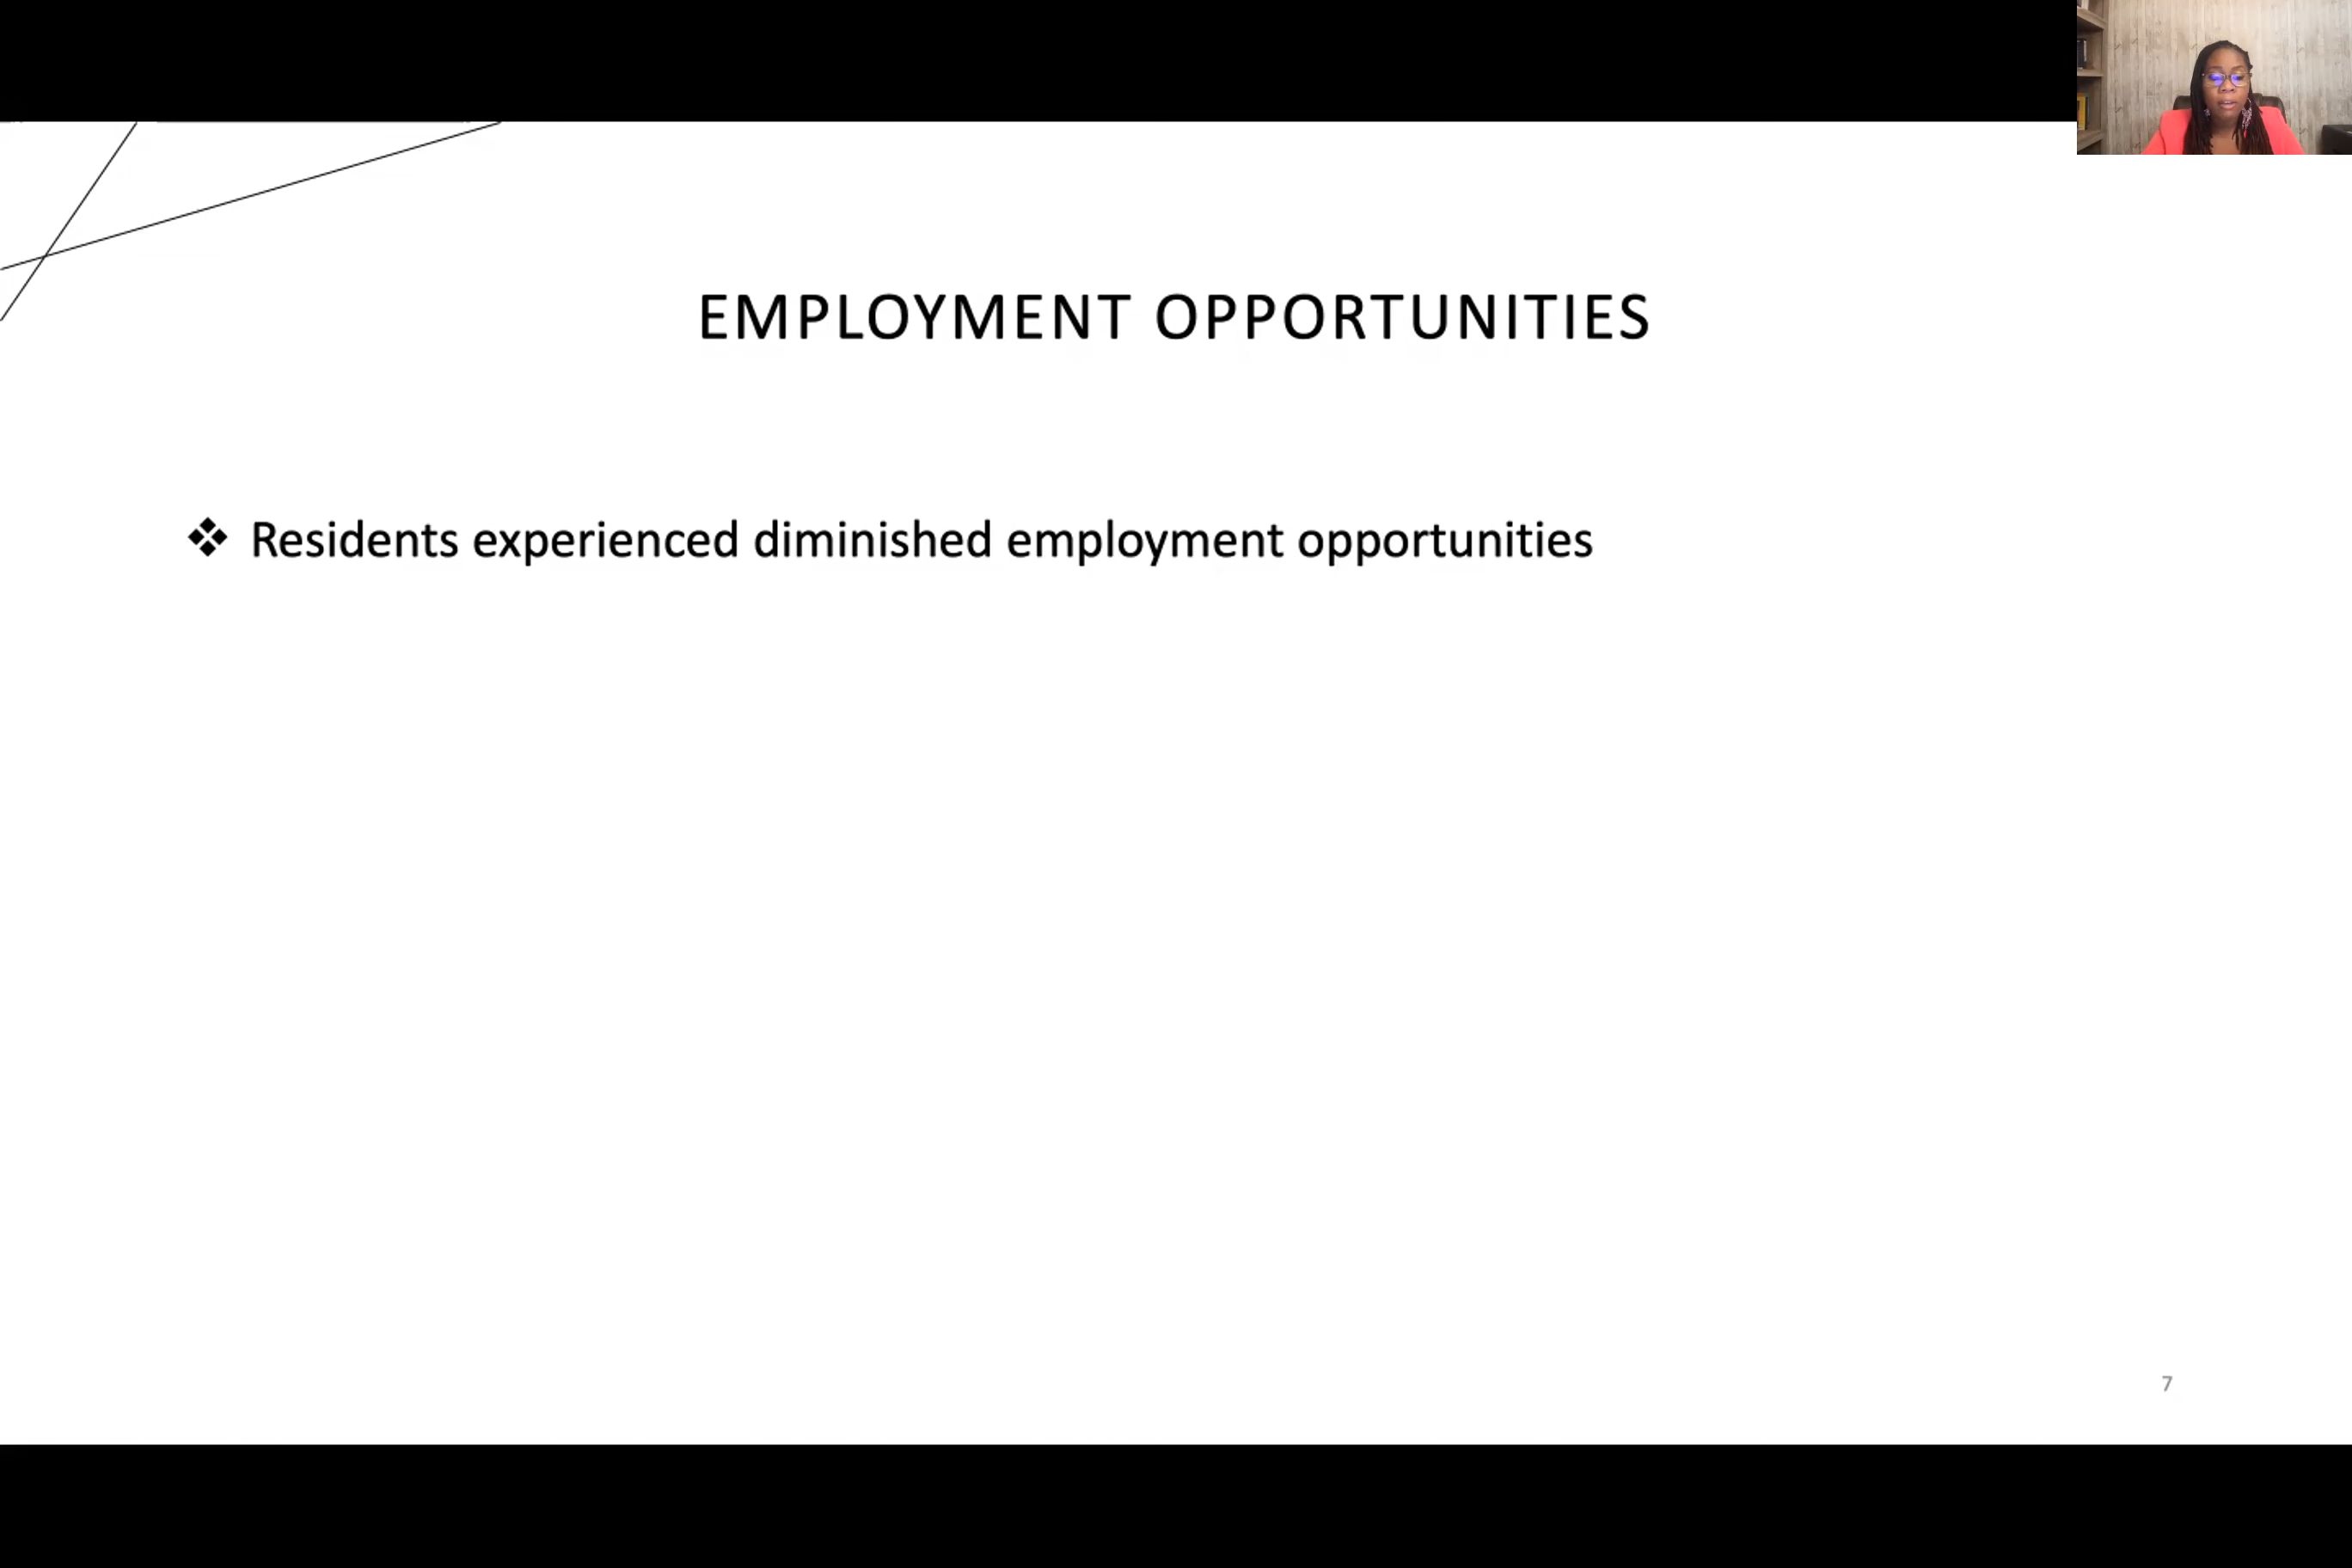 EMPLOYMENT OPPORTUNITIES
❖ Residents experienced diminished employment opportunities
7